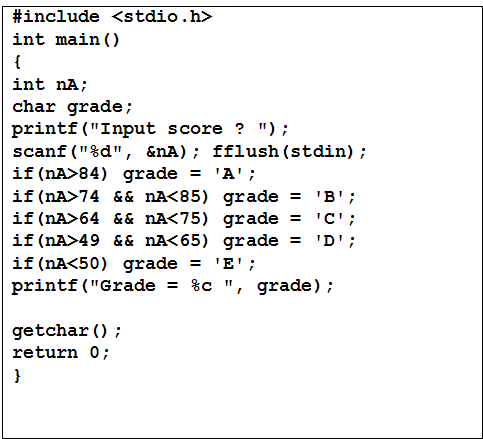 #include <stdio.h>
int main()
{
int nA;
char grade;
printf("Input score ? ");
scanf("%d", &nA); fflush(stdin);
if(nA>84) grade = 'A';
if(nA>74 && nA<85) grade = 'B';
if(nA>64 && nA<75) grade = 'C';
if(nA>49 && nA<65) grade = 'D';
if(nA<50) grade = 'E';
printf("Grade = %c ", grade);

getchar();
return 0;
}